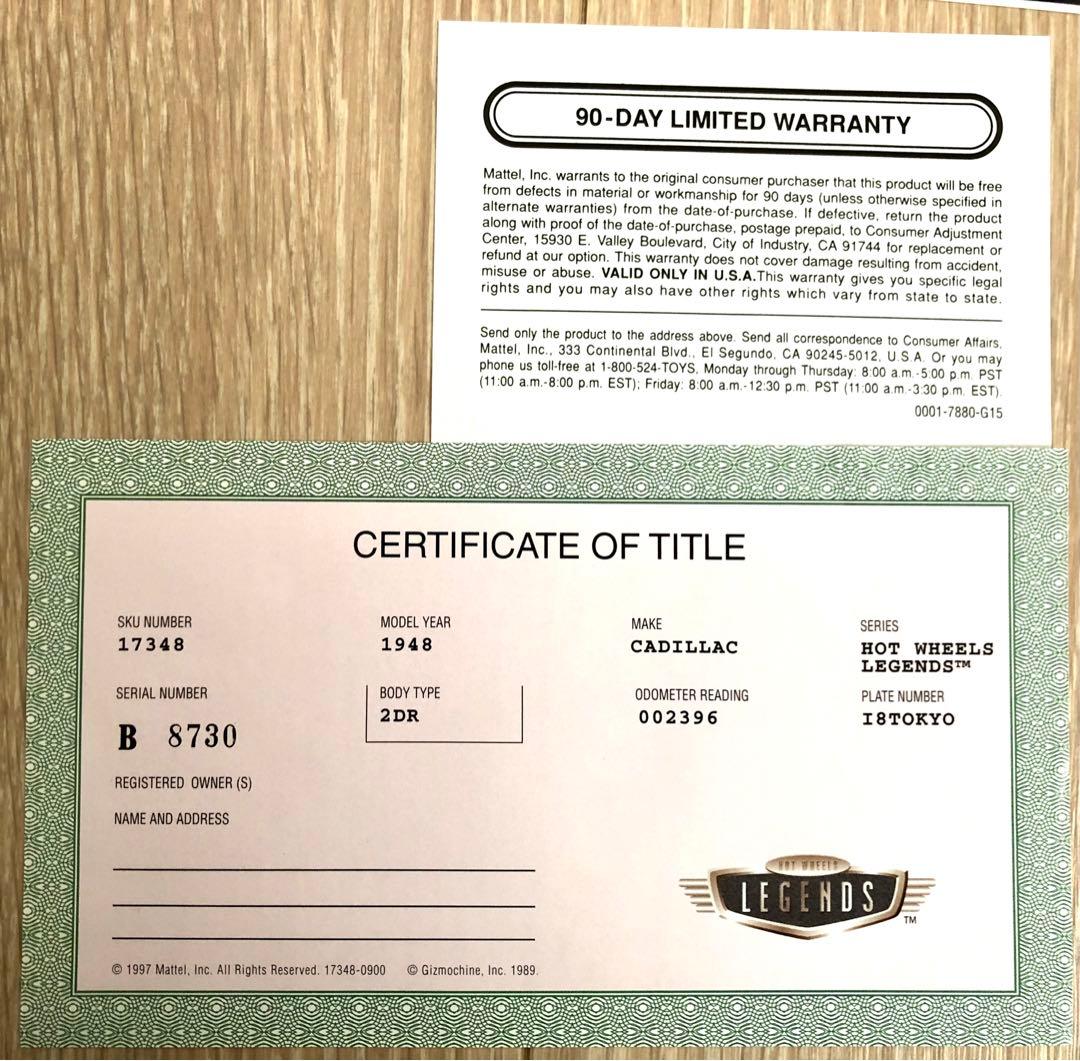 90-DAY LIMITED WARRANTY
Mattel, Inc. warrants to the original consumer purchaser that this product will be free
from defects in material or workmanship for 90 days (unless otherwise specified in
alternate warranties) from the date-of-purchase. If defective, return the product
along with proof of the date-of-purchase, postage prepaid, to Consumer Adjustment
Center, 15930 E. Valley Boulevard, City of Industry, CA 91744 for replacement or
refund at our option. This warranty does not cover damage resulting from accident,
misuse or abuse. VALID ONLY IN U.S.A.This warranty gives you specific legal
rights and you may also have other rights which vary from state to state.
Send only the product to the address above. Send all correspondence to Consumer Affairs,
Mattel, Inc., 333 Continental Blvd., El Segundo, CA 90245-5012, U.S.A. Or you may
phone us toll-free at 1-800-524-TOYS, Monday through Thursday: 8:00 a.m.-5:00 p.m. PST
(11:00 a.m.-8:00 p.m. EST); Friday: 8:00 a.m.-12:30 p.m. PST (11:00 a.m.-3:30 p.m. EST).
0001-7880-G15
CERTIFICATE OF TITLE
SKU NUMBER MODEL YEAR MAKE SERIES
17348 1948 CADILLAC HOT WHEELS
LEGENDS™
SERIAL NUMBER BODY TYPE ODOMETER READING PLATE NUMBER
B 8730 2DR 002396 I8TOKYO
REGISTERED OWNER (S)
NAME AND ADDRESS
HOT WHEELS
LEGENDS
TM
© 1997 Mattel, Inc. All Rights Reserved. 17348-0900 © Gizmochine, Inc. 1989.